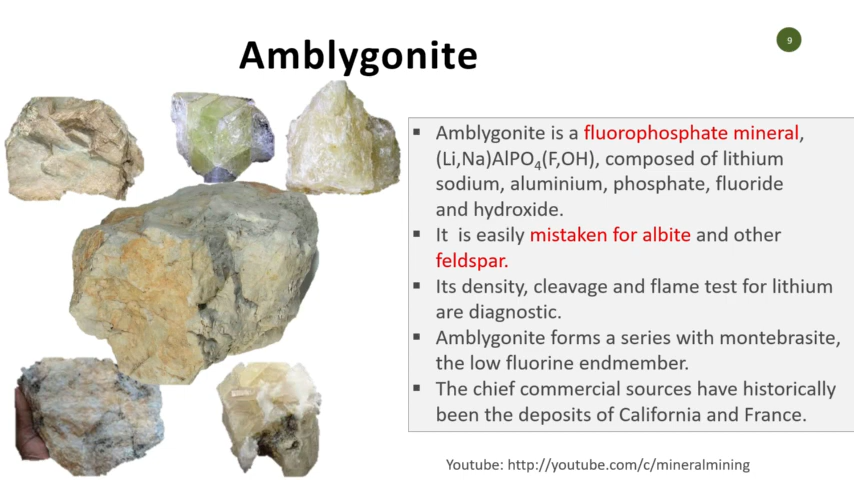 9
Amblygonite
▪ Amblygonite is a fluorophosphate mineral,
(Li,Na)AlPO₄(F,OH), composed of lithium
sodium, aluminium, phosphate, fluoride
and hydroxide.
▪ It is easily mistaken for albite and other
feldspar.
▪ Its density, cleavage and flame test for lithium
are diagnostic.
▪ Amblygonite forms a series with montebrasite,
the low fluorine endmember.
▪ The chief commercial sources have historically
been the deposits of California and France.
Youtube: http://youtube.com/c/mineralmining